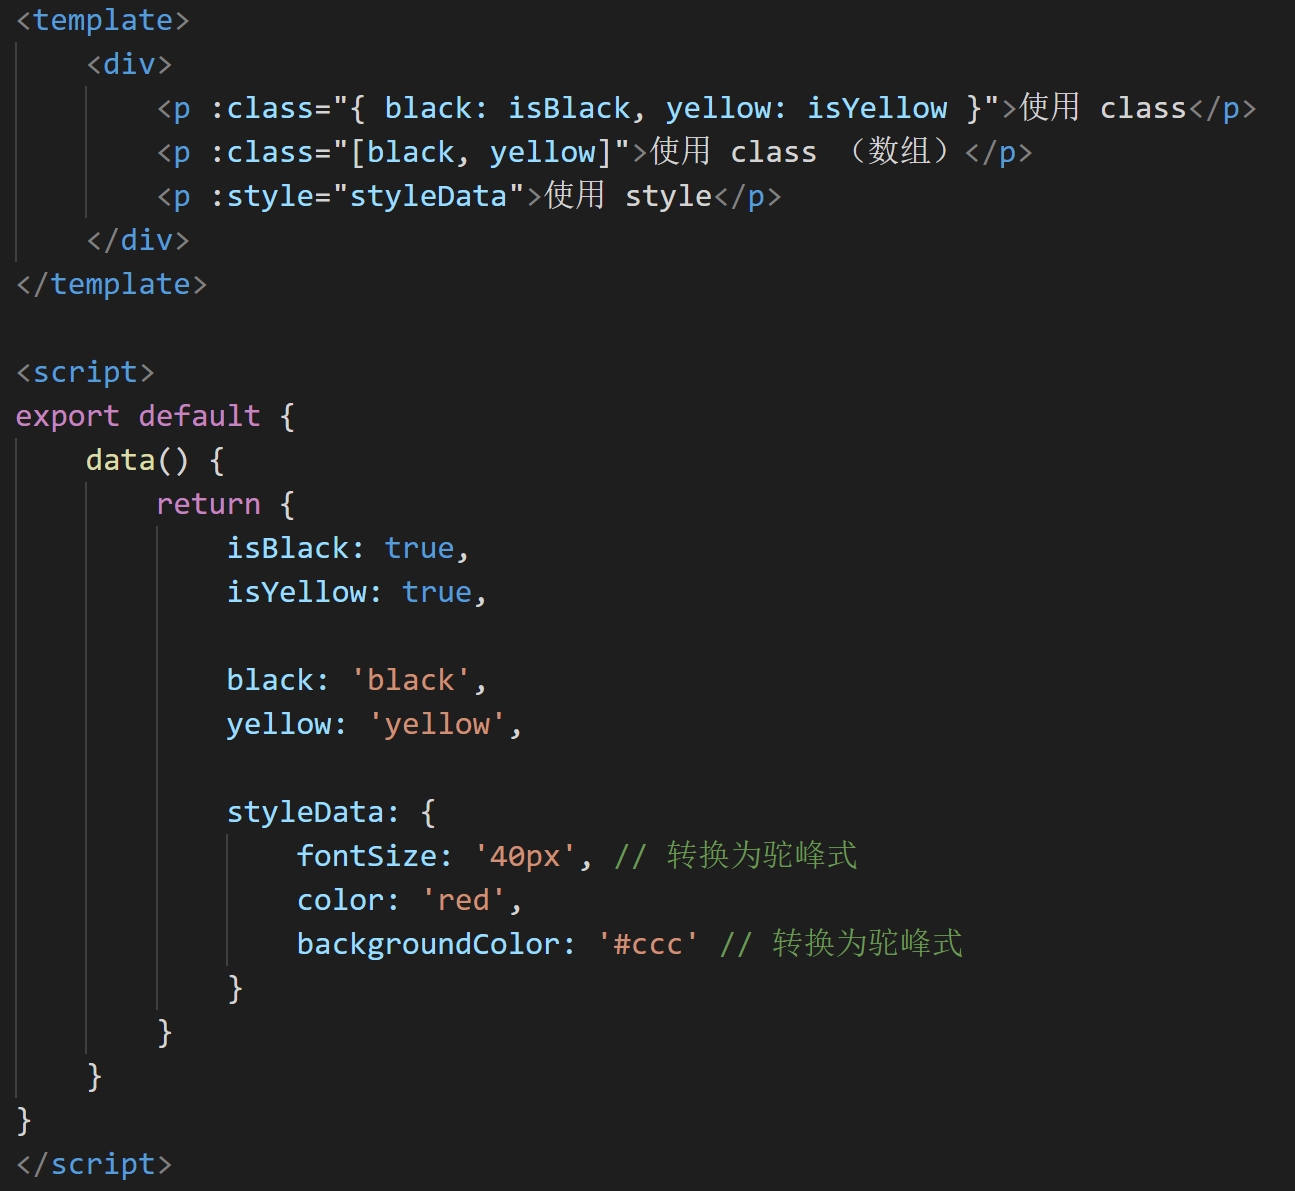 <template>
    <div>
        <p :class="{ black: isBlack, yellow: isYellow }">使用 class</p>
        <p :class="[black, yellow]">使用 class （数组）</p>
        <p :style="styleData">使用 style</p>
    </div>
</template>

<script>
export default {
    data() {
        return {
            isBlack: true,
            isYellow: true,

            black: 'black',
            yellow: 'yellow',

            styleData: {
                fontSize: '40px', // 转换为驼峰式
                color: 'red',
                backgroundColor: '#ccc' // 转换为驼峰式
            }
        }
    }
}
</script>